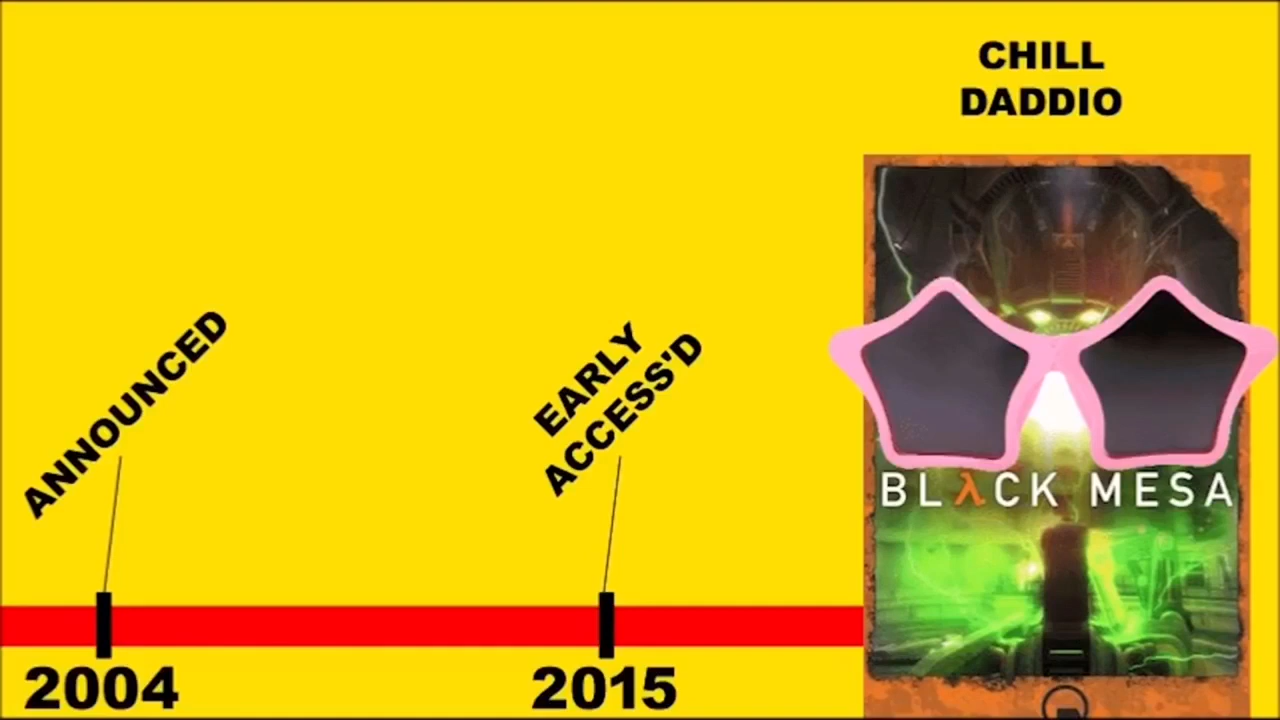 CHILL
DADDIO
ANNOUNCED
EARLY
ACCESS'D
BLλCK MESA
2004
2015